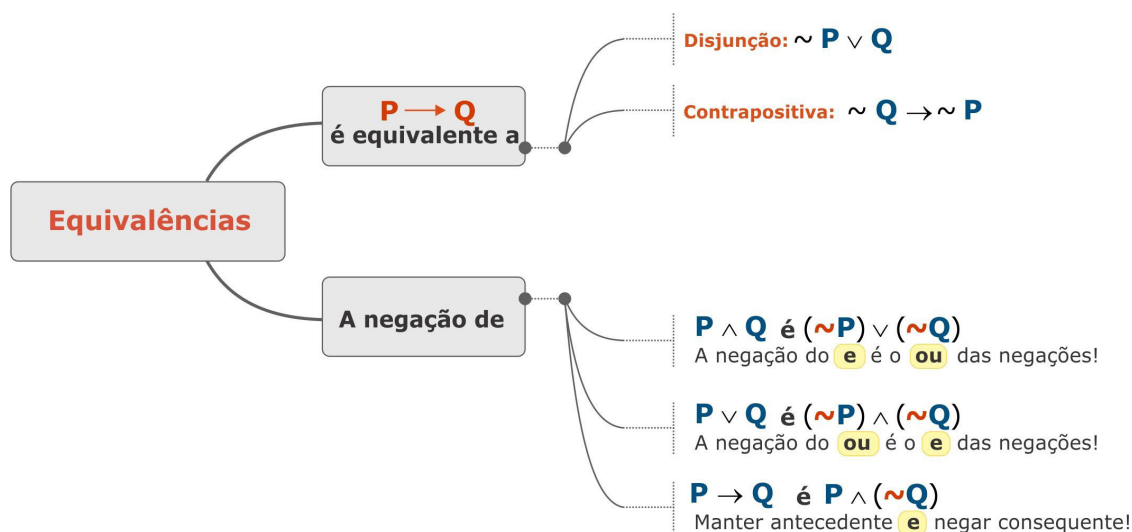 Disjunção: ~ P ∨ Q
P → Q
é equivalente a
Contrapositiva: ~ Q → ~ P
Equivalências
A negação de
P ∧ Q é (~P) ∨ (~Q)
A negação do e é o ou das negações!
P ∨ Q é (~P) ∧ (~Q)
A negação do ou é o e das negações!
P → Q é P ∧ (~Q)
Manter antecedente e negar consequente!